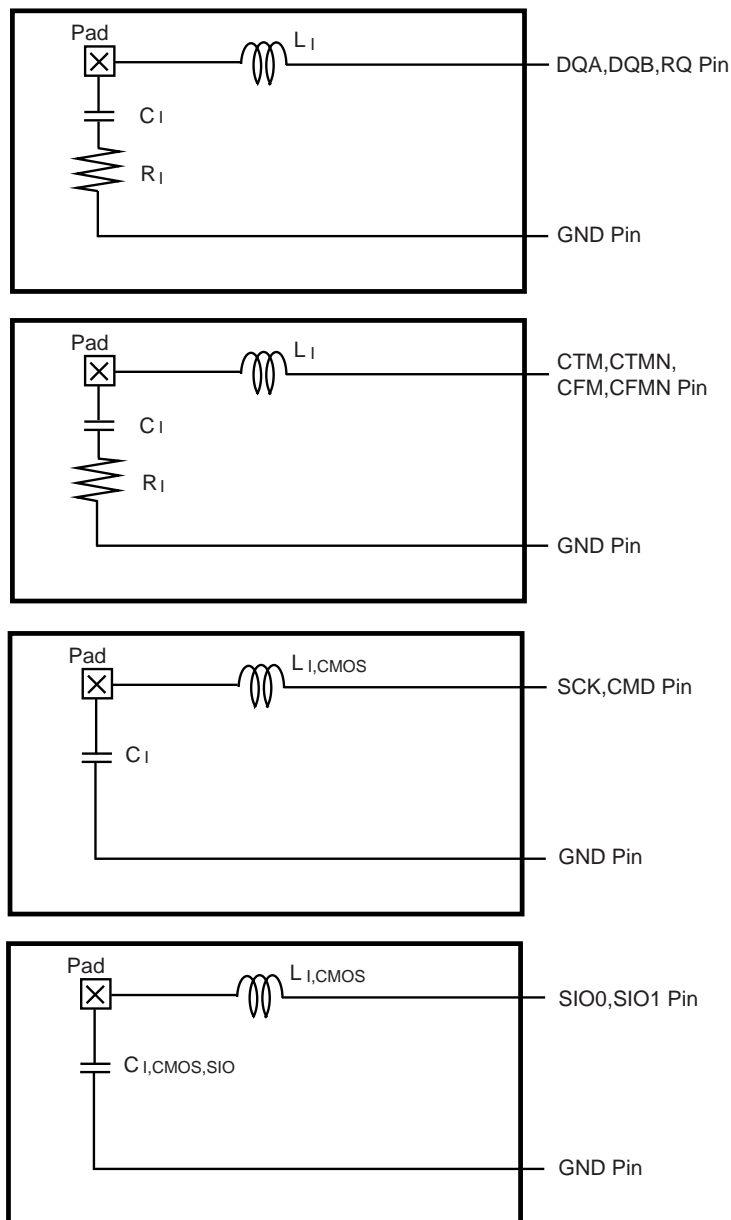 Pad
L I
DQA,DQB,RQ Pin
C I
R I
GND Pin
Pad
L I
CTM,CTMN,
CFM,CFMN Pin
C I
R I
GND Pin
Pad
L I,CMOS
SCK,CMD Pin
C I
GND Pin
Pad
L I,CMOS
SIO0,SIO1 Pin
C I,CMOS,SIO
GND Pin